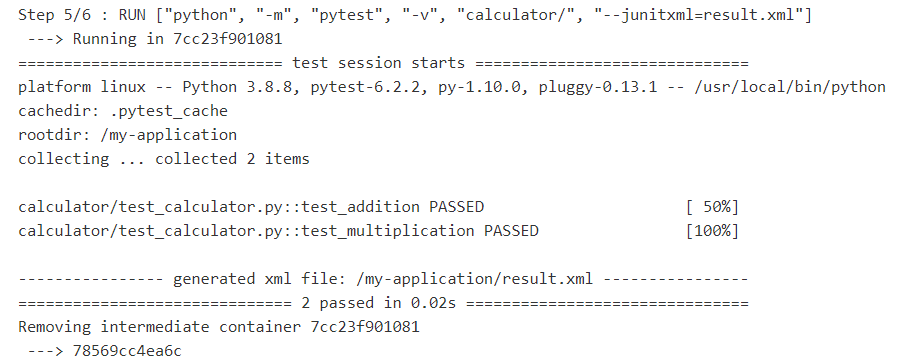 Step 5/6 : RUN ["python", "-m", "pytest", "-v", "calculator/", "--junitxml=result.xml"]
---> Running in 7cc23f901081
============================= test session starts ==============================
platform linux -- Python 3.8.8, pytest-6.2.2, py-1.10.0, pluggy-0.13.1 -- /usr/local/bin/python
cachedir: .pytest_cache
rootdir: /my-application
collecting ... collected 2 items
calculator/test_calculator.py::test_addition PASSED                      [ 50%]
calculator/test_calculator.py::test_multiplication PASSED                [100%]
---------------- generated xml file: /my-application/result.xml ----------------
============================== 2 passed in 0.02s ===============================
Removing intermediate container 7cc23f901081
---> 78569cc4ea6c